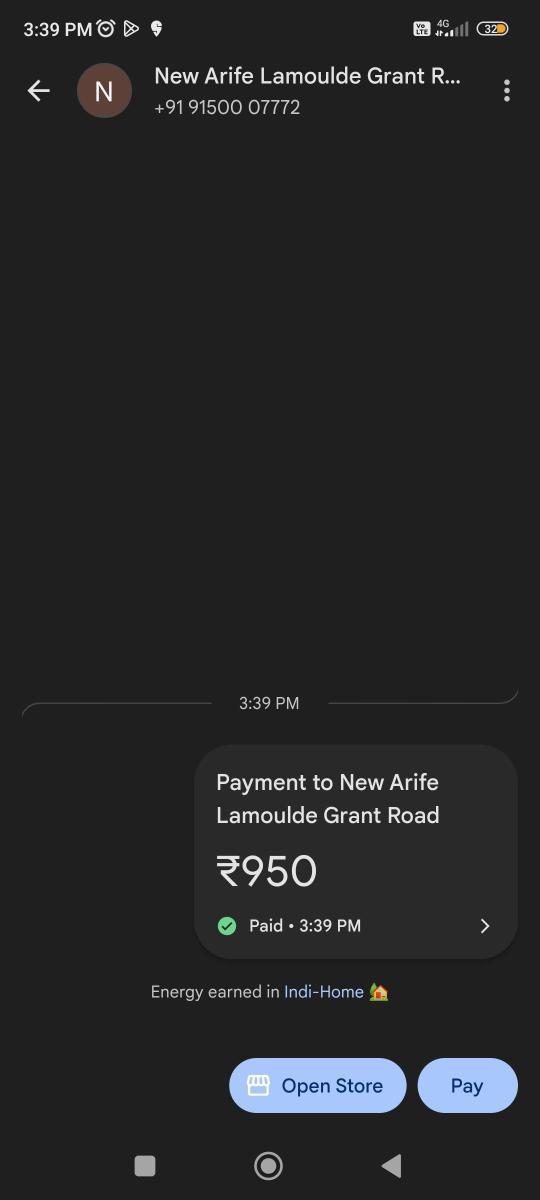 3:39 PM
Vo LTE 4G 32
N
New Arife Lamoulde Grant R...
+91 91500 07772
3:39 PM
Payment to New Arife
Lamoulde Grant Road
₹950
Paid • 3:39 PM
Energy earned in Indi-Home 🏡
Open Store
Pay